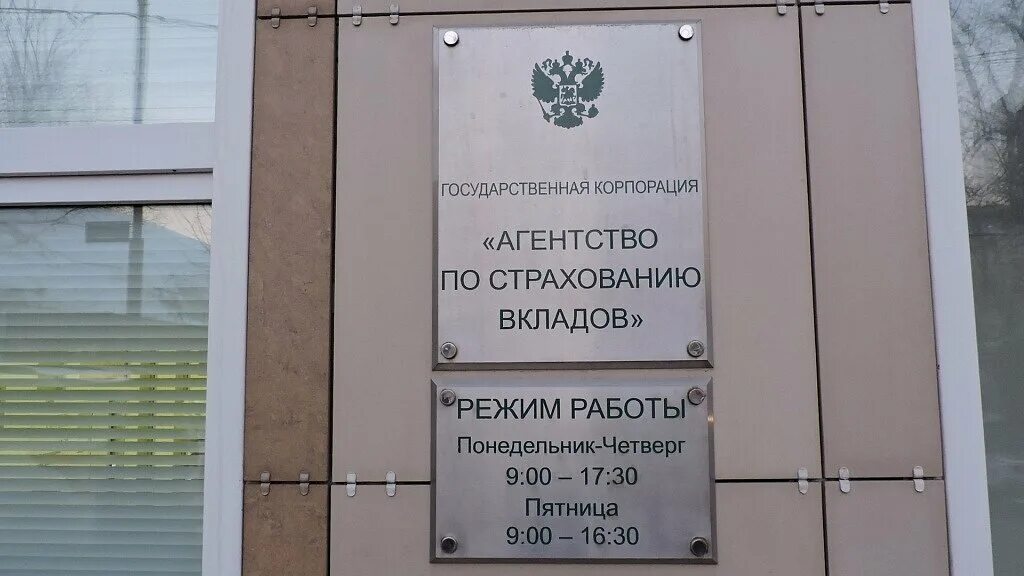 ГОСУДАРСТВЕННАЯ КОРПОРАЦИЯ
«АГЕНТСТВО
ПО СТРАХОВАНИЮ
ВКЛАДОВ»
РЕЖИМ РАБОТЫ
Понедельник-Четверг
9:00 – 17:30
Пятница
9:00 – 16:30